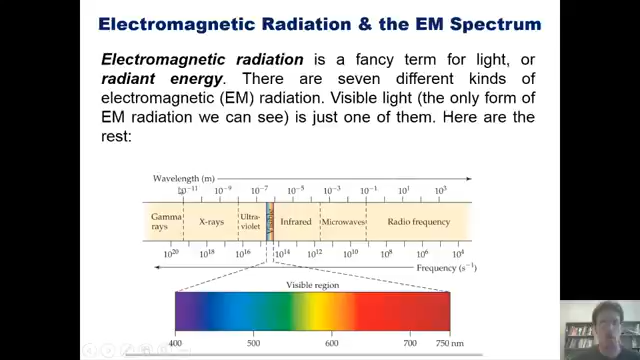 Electromagnetic Radiation & the EM Spectrum
Electromagnetic radiation is a fancy term for light, or
radiant energy. There are seven different kinds of
electromagnetic (EM) radiation. Visible light (the only form of
EM radiation we can see) is just one of them. Here are the
rest:
Wavelength (m)
10⁻¹¹ 10⁻⁹ 10⁻⁷ 10⁻⁵ 10⁻³ 10⁻¹ 10¹ 10³
Gamma rays X-rays Ultra-violet Visible Infrared Microwaves Radio frequency
10²⁰ 10¹⁸ 10¹⁶ 10¹⁴ 10¹² 10¹⁰ 10⁸ 10⁶ 10⁴
Frequency (s⁻¹)
Visible region
400 500 600 700 750 nm